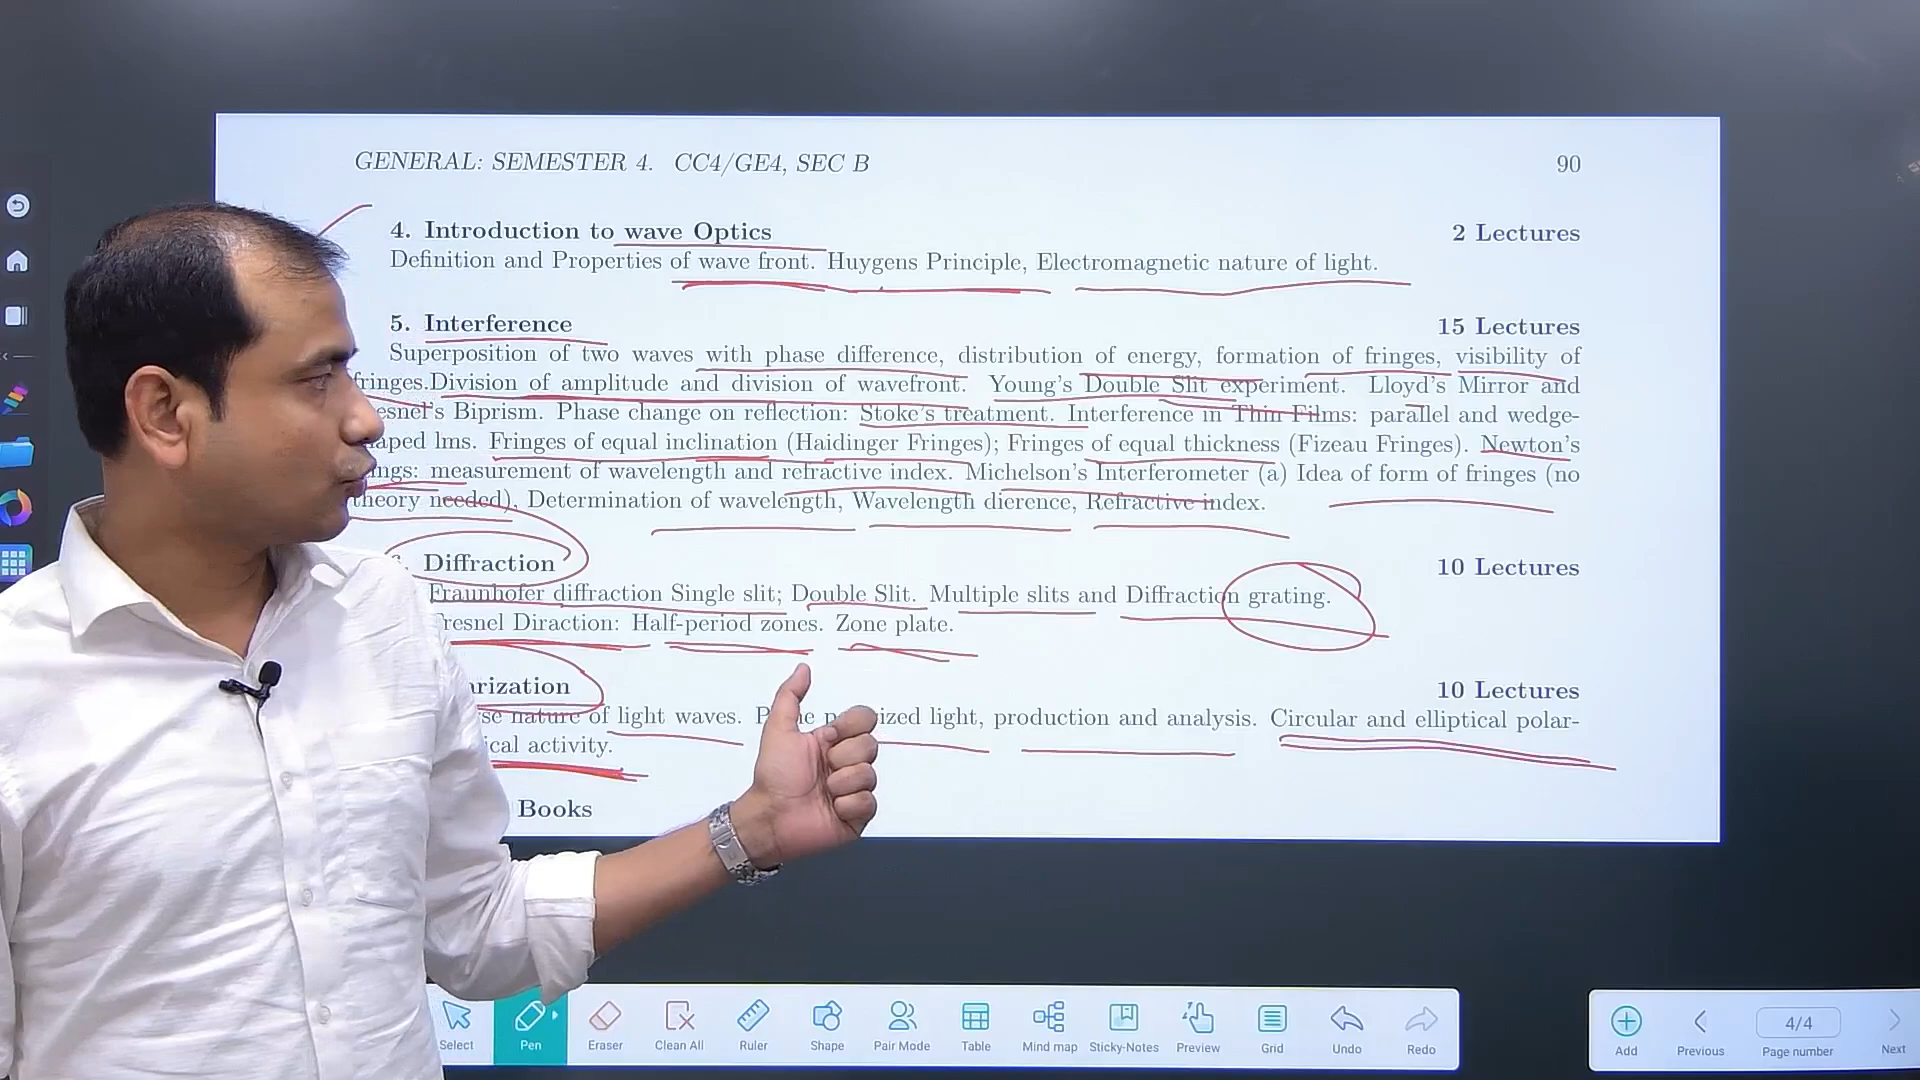 GENERAL: SEMESTER 4. CC4/GE4, SEC B 90
4. Introduction to wave Optics 2 Lectures
Definition and Properties of wave front. Huygens Principle, Electromagnetic nature of light.
5. Interference 15 Lectures
Superposition of two waves with phase difference, distribution of energy, formation of fringes, visibility of
fringes.Division of amplitude and division of wavefront. Young's Double Slit experiment. Lloyd's Mirror and
esnel's Biprism. Phase change on reflection: Stoke's treatment. Interference in Thin Films: parallel and wedge-
aped lms. Fringes of equal inclination (Haidinger Fringes); Fringes of equal thickness (Fizeau Fringes). Newton's
ings: measurement of wavelength and refractive index. Michelson's Interferometer (a) Idea of form of fringes (no
theory needed), Determination of wavelength, Wavelength dierence, Refractive index.
Diffraction 10 Lectures
Fraunhofer diffraction Single slit; Double Slit. Multiple slits and Diffraction grating.
resnel Diraction: Half-period zones. Zone plate.
arization 10 Lectures
se nature of light waves. light, production and analysis. Circular and elliptical polar-
ical activity.
Books
Select Pen Eraser Clean All Ruler Shape Pair Mode Table Mind map Sticky-Notes Preview Grid Undo Redo Add Previous 4/4 Page number Next